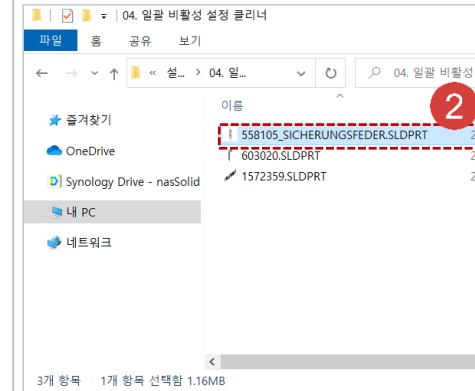 04. 일괄 비활성 설정 클리너
파일 홈 공유 보기
« 설... > 04. 일... 04. 일괄 비활성
이름
2
즐겨찾기
558105_SICHERUNGSFEDER.SLDPRT 2
OneDrive
603020.SLDPRT 2
Synology Drive - nasSolid
1572359.SLDPRT 2
내 PC
네트워크
3개 항목 1개 항목 선택함 1.16MB